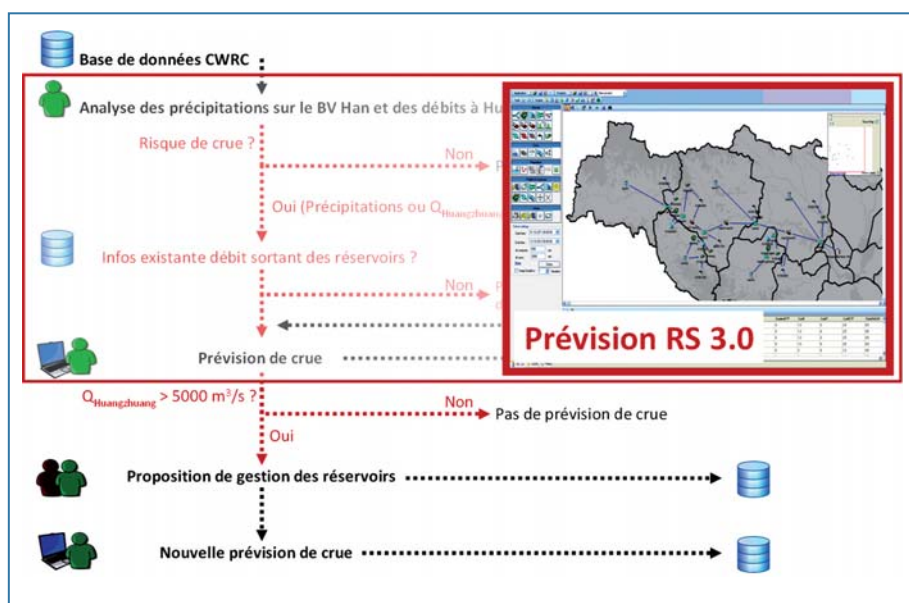 Base de données CWRC
Analyse des précipitations sur le BV Han et des débits à Hu
Risque de crue ?
Non
P
Oui (Précipitations ou QHuangzhuang
Infos existante débit sortant des réservoirs ?
Non
P
d
Prévision de crue
Prévision RS 3.0
QHuangzhuang > 5000 m³/s ?
Non
Pas de prévision de crue
Oui
Proposition de gestion des réservoirs
Nouvelle prévision de crue